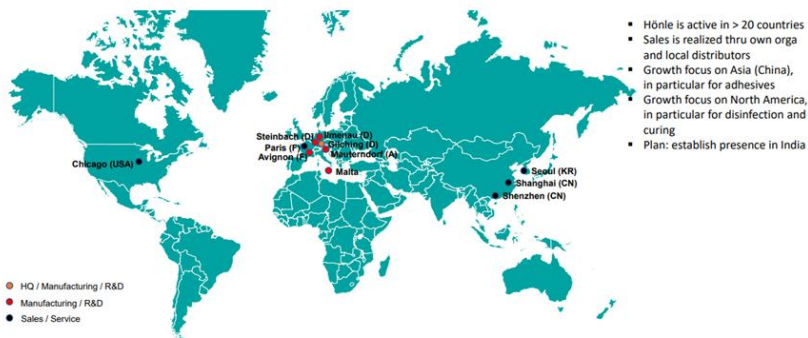 ▪ Hönle is active in > 20 countries
▪ Sales is realized thru own orga
and local distributors
▪ Growth focus on Asia (China),
in particular for adhesives
▪ Growth focus on North America,
in particular for disinfection and
curing
▪ Plan: establish presence in India
Steinbach (D)
Ilmenau (D)
Paris (F)
Gilching (D)
Avignon (F)
Mauterndorf (A)
Malta
Chicago (USA)
Seoul (KR)
Shanghai (CN)
Shenzhen (CN)
HQ / Manufacturing / R&D
Manufacturing / R&D
Sales / Service